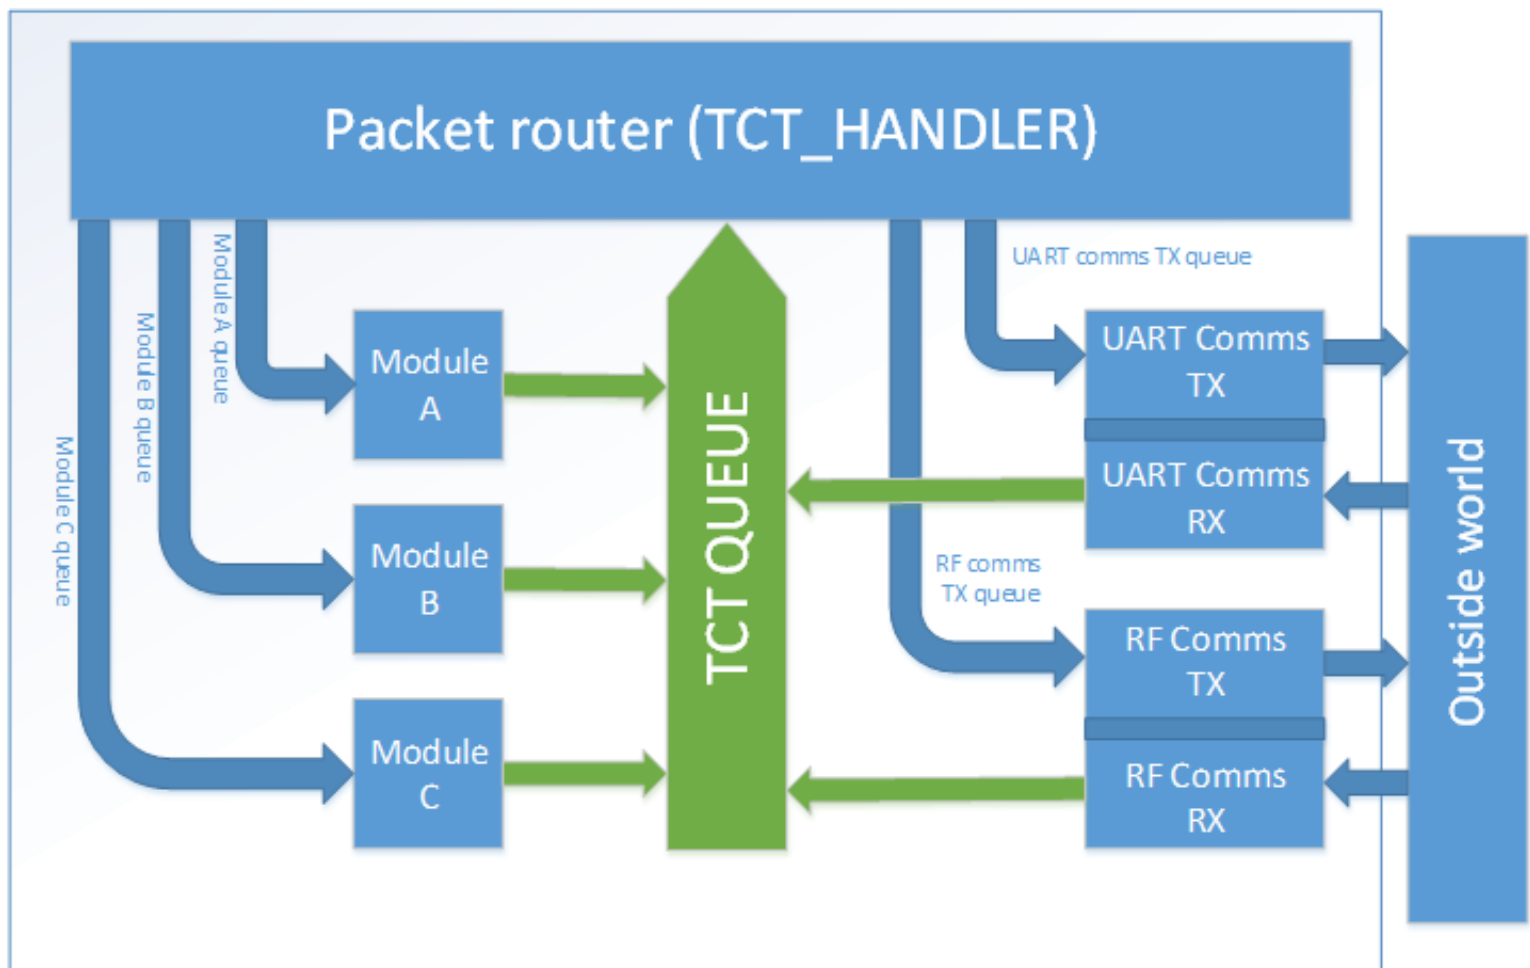 Packet router (TCT_HANDLER)
Module A queue
Module B queue
Module C queue
Module
A
Module
B
Module
C
TCT QUEUE
UART comms TX queue
UART Comms
TX
UART Comms
RX
RF comms
TX queue
RF Comms
TX
RF Comms
RX
Outside world